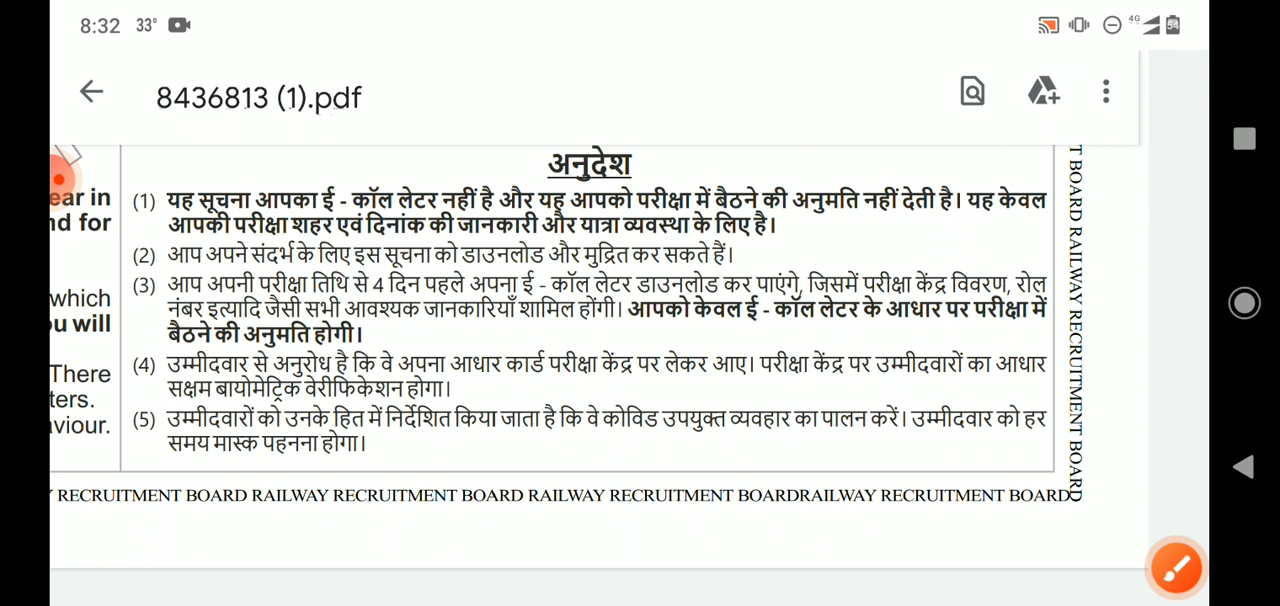 8:32 33°
4G 54
8436813 (1).pdf
अनुदेश
ear in
nd for
(1) यह सूचना आपका ई - कॉल लेटर नहीं है और यह आपको परीक्षा में बैठने की अनुमति नहीं देती है। यह केवल
आपकी परीक्षा शहर एवं दिनांक की जानकारी और यात्रा व्यवस्था के लिए है।
(2) आप अपने संदर्भ के लिए इस सूचना को डाउनलोड और मुद्रित कर सकते हैं।
which
u will
(3) आप अपनी परीक्षा तिथि से 4 दिन पहले अपना ई - कॉल लेटर डाउनलोड कर पाएंगे, जिसमें परीक्षा केंद्र विवरण, रोल
नंबर इत्यादि जैसी सभी आवश्यक जानकारियाँ शामिल होंगी। आपको केवल ई - कॉल लेटर के आधार पर परीक्षा में
बैठने की अनुमति होगी।
There
ters.
viour.
(4) उम्मीदवार से अनुरोध है कि वे अपना आधार कार्ड परीक्षा केंद्र पर लेकर आए। परीक्षा केंद्र पर उम्मीदवारों का आधार
सक्षम बायोमेट्रिक वेरीफिकेशन होगा।
(5) उम्मीदवारों को उनके हित में निर्देशित किया जाता है कि वे कोविड उपयुक्त व्यवहार का पालन करें। उम्मीदवार को हर
समय मास्क पहनना होगा।
T BOARD RAILWAY RECRUITMENT BOARD
RECRUITMENT BOARD RAILWAY RECRUITMENT BOARD RAILWAY RECRUITMENT BOARDRAILWAY RECRUITMENT BOARD